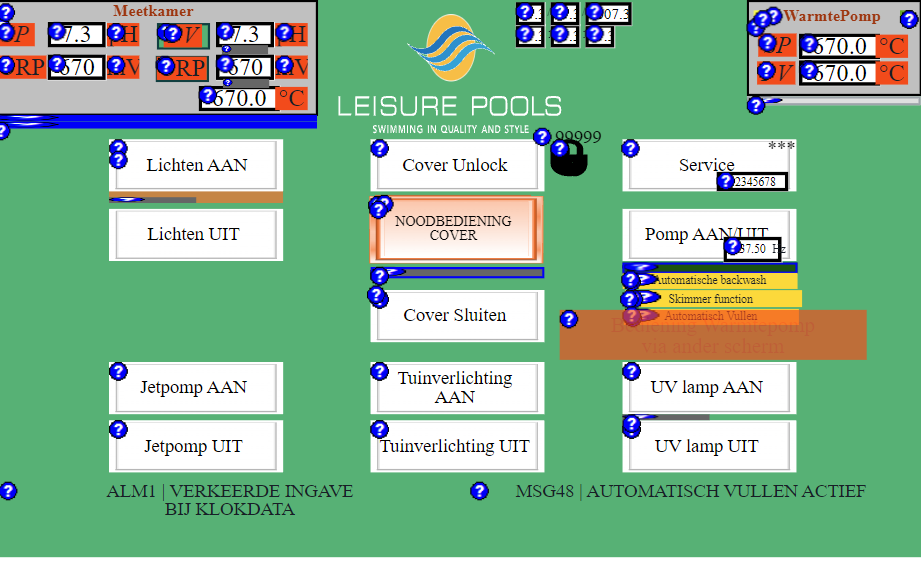 Meetkamer
WarmtePomp
P 7.3 H V 7.3 H
RP 670 V RP 670 V
670.0 °C
P 670.0 °C
V 670.0 °C
07.3
LEISURE POOLS
SWIMMING IN QUALITY AND STYLE
99999
Lichten AAN
Cover Unlock
Service
***
2345678
Lichten UIT
NOODBEDIENING
COVER
Pomp AAN/UIT
37.50 Hz
Automatische backwash
Skimmer function
Automatisch Vullen
Cover Sluiten
Bediening Warmtepomp
via ander scherm
Jetpomp AAN
Tuinverlichting
AAN
UV lamp AAN
Jetpomp UIT
Tuinverlichting UIT
UV lamp UIT
ALM1 | VERKEERDE INGAVE
BIJ KLOKDATA
MSG48 | AUTOMATISCH VULLEN ACTIEF